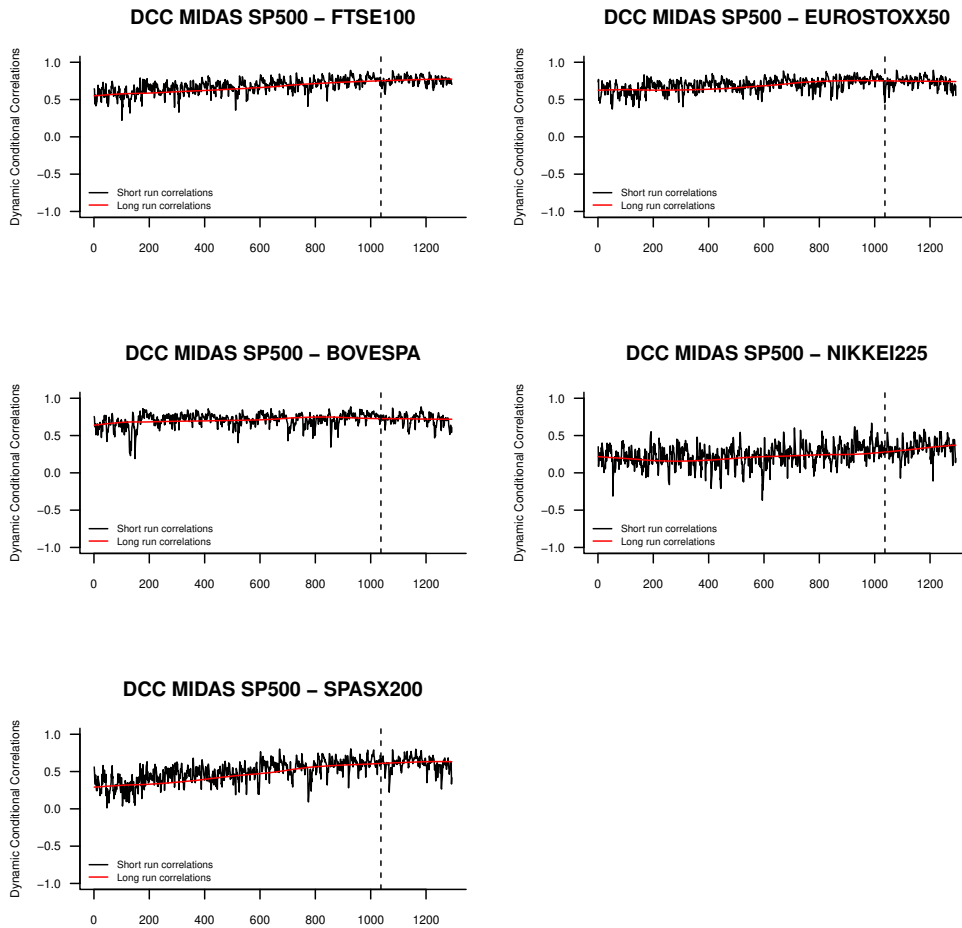 DCC MIDAS SP500 − FTSE100
Dynamic Conditional Correlations
1.0
0.5
0.0
−0.5
−1.0
Short run correlations
Long run correlations
0 200 400 600 800 1000 1200
DCC MIDAS SP500 − EUROSTOXX50
Dynamic Conditional Correlations
1.0
0.5
0.0
−0.5
−1.0
Short run correlations
Long run correlations
0 200 400 600 800 1000 1200
DCC MIDAS SP500 − BOVESPA
Dynamic Conditional Correlations
1.0
0.5
0.0
−0.5
−1.0
Short run correlations
Long run correlations
0 200 400 600 800 1000 1200
DCC MIDAS SP500 − NIKKEI225
Dynamic Conditional Correlations
1.0
0.5
0.0
−0.5
−1.0
Short run correlations
Long run correlations
0 200 400 600 800 1000 1200
DCC MIDAS SP500 − SPASX200
Dynamic Conditional Correlations
1.0
0.5
0.0
−0.5
−1.0
Short run correlations
Long run correlations
0 200 400 600 800 1000 1200